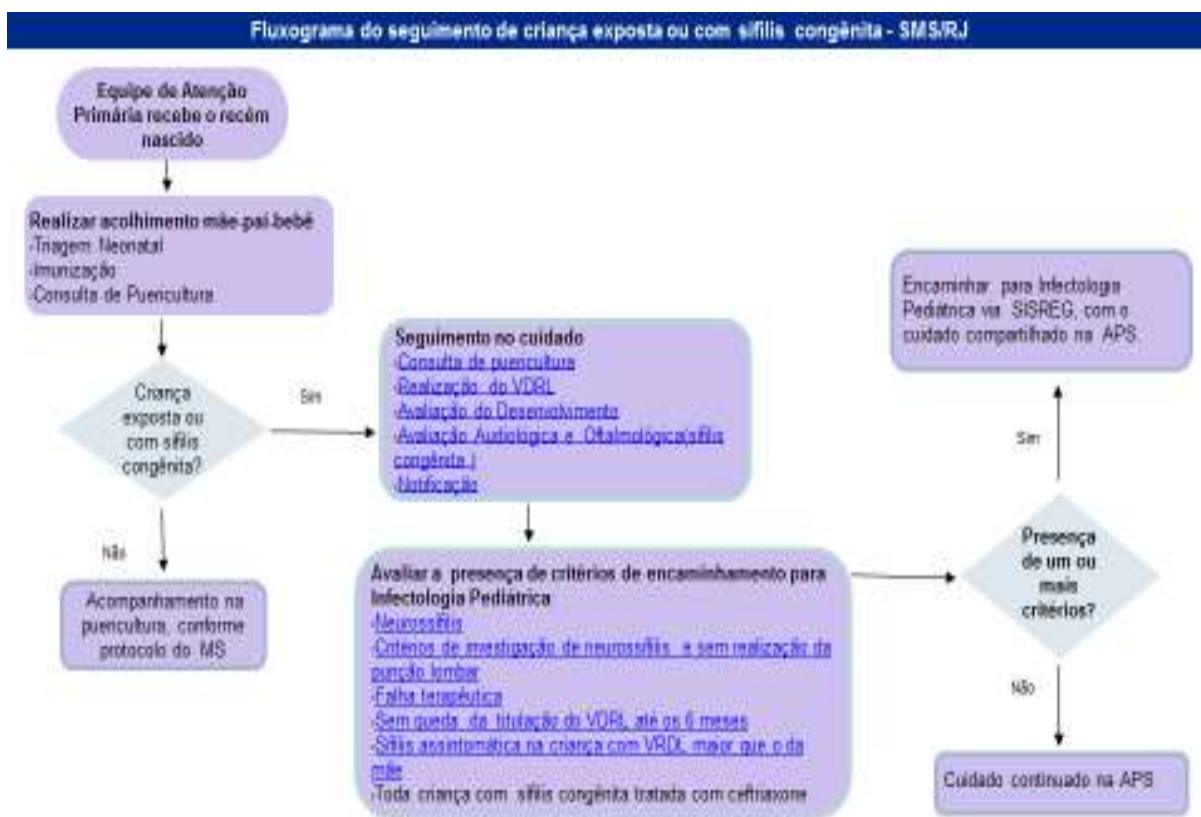 Fluxograma do seguimento de criança exposta ou com sífilis congênita - SMS/RJ
Equipe de Atenção
Primária recebe o recém
nascido
Realizar acolhimento mãe-pai-bebê
-Triagem Neonatal
-Imunização
-Consulta de Puericultura
Criança
exposta ou
com sífilis
congênita?
Sim
Não
Acompanhamento na
puericultura, conforme
protocolo do MS
Seguimento no cuidado
-Consulta de puericultura
-Realização do VDRL
-Avaliação do Desenvolvimento
-Avaliação Audiológica e Oftalmológica(sífilis
congênita )
-Notificação
Avaliar a presença de critérios de encaminhamento para
Infectologia Pediátrica
-Neurossífilis
-Critérios de investigação de neurossífilis e sem realização da
punção lombar
-Falha terapêutica
-Sem queda da titulação do VDRL até os 6 meses
-Sífilis assintomática na criança com VRDL maior que o da
mãe
-Toda criança com sífilis congênita tratada com ceftriaxone
Presença
de um ou
mais
critérios?
Sim
Encaminhar para Infectologia
Pediátrica via SISREG, com o
cuidado compartilhado na APS.
Não
Cuidado continuado na APS